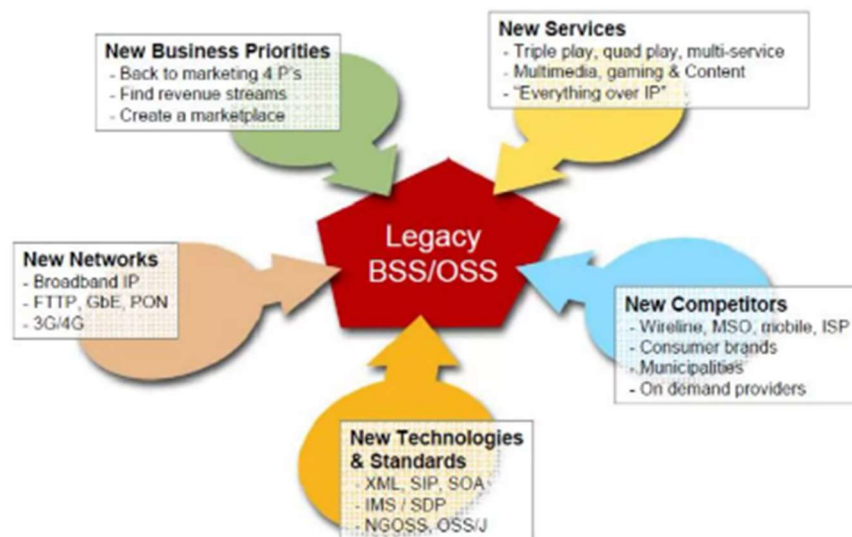 New Business Priorities
- Back to marketing 4 P's
- Find revenue streams
- Create a marketplace
New Services
- Triple play, quad play, multi-service
- Multimedia, gaming & Content
- "Everything over IP"
Legacy
BSS/OSS
New Networks
- Broadband IP
- FTTP, GbE, PON
- 3G/4G
New Competitors
- Wireline, MSO, mobile, ISP
- Consumer brands
- Municipalities
- On demand providers
New Technologies
& Standards
- XML, SIP, SOA
- IMS / SDP
- NGOSS, OSS/J